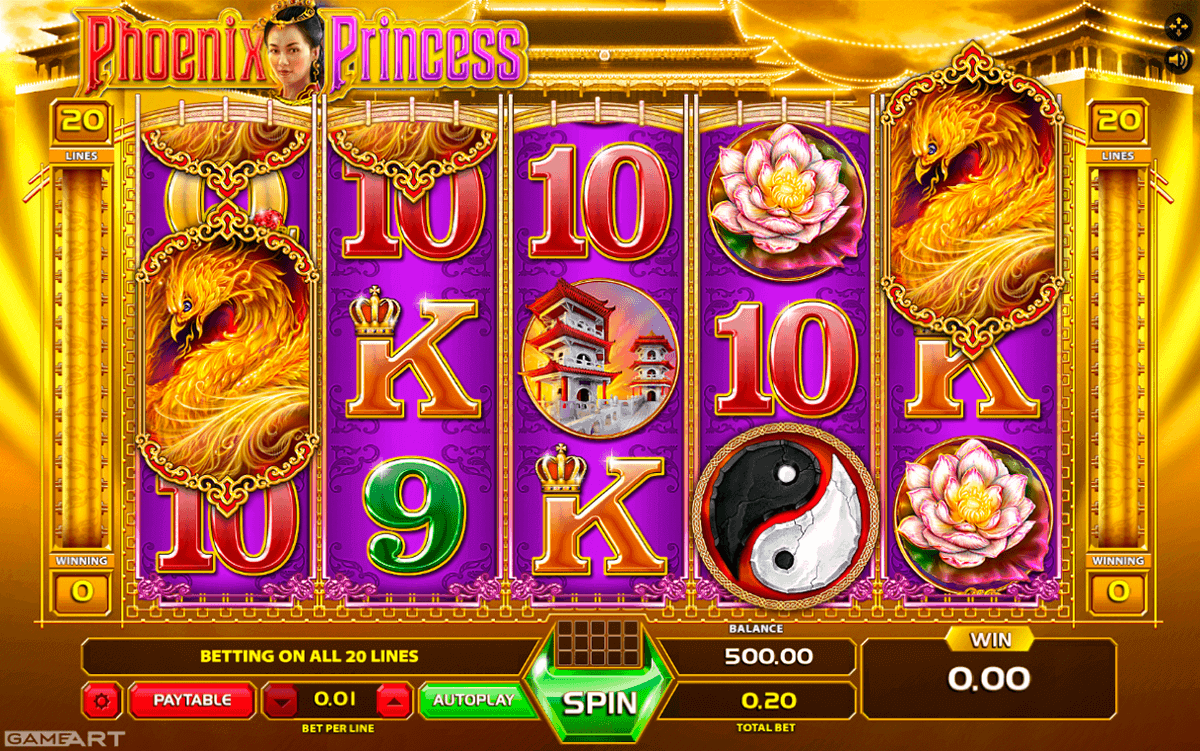 Phoenix Princess
20
20
LINES
LINES
10
10
K
10
K
10
9
K
WINNING
WINNING
0
0
BALANCE
BETTING ON ALL 20 LINES
500.00
WIN
0.00
PAYTABLE
0.01
AUTOPLAY
SPIN
0.20
BET PER LINE
TOTAL BET
GAMEART